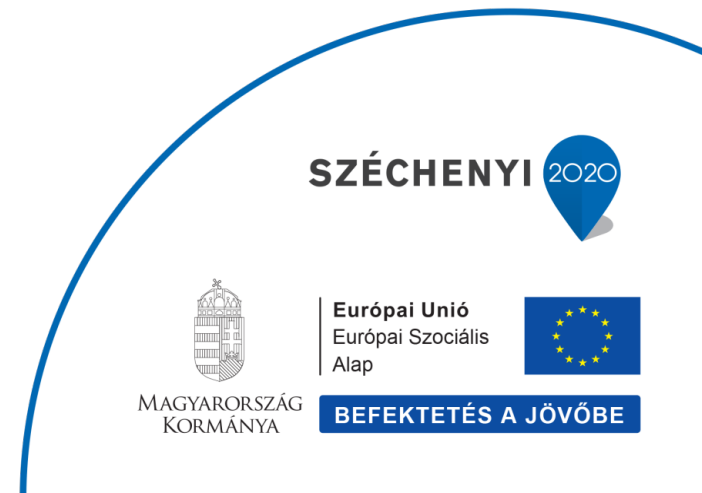 SZÉCHENYI 2020
Európai Unió
Európai Szociális
Alap
MAGYARORSZÁG
KORMÁNYA
BEFEKTETÉS A JÖVŐBE